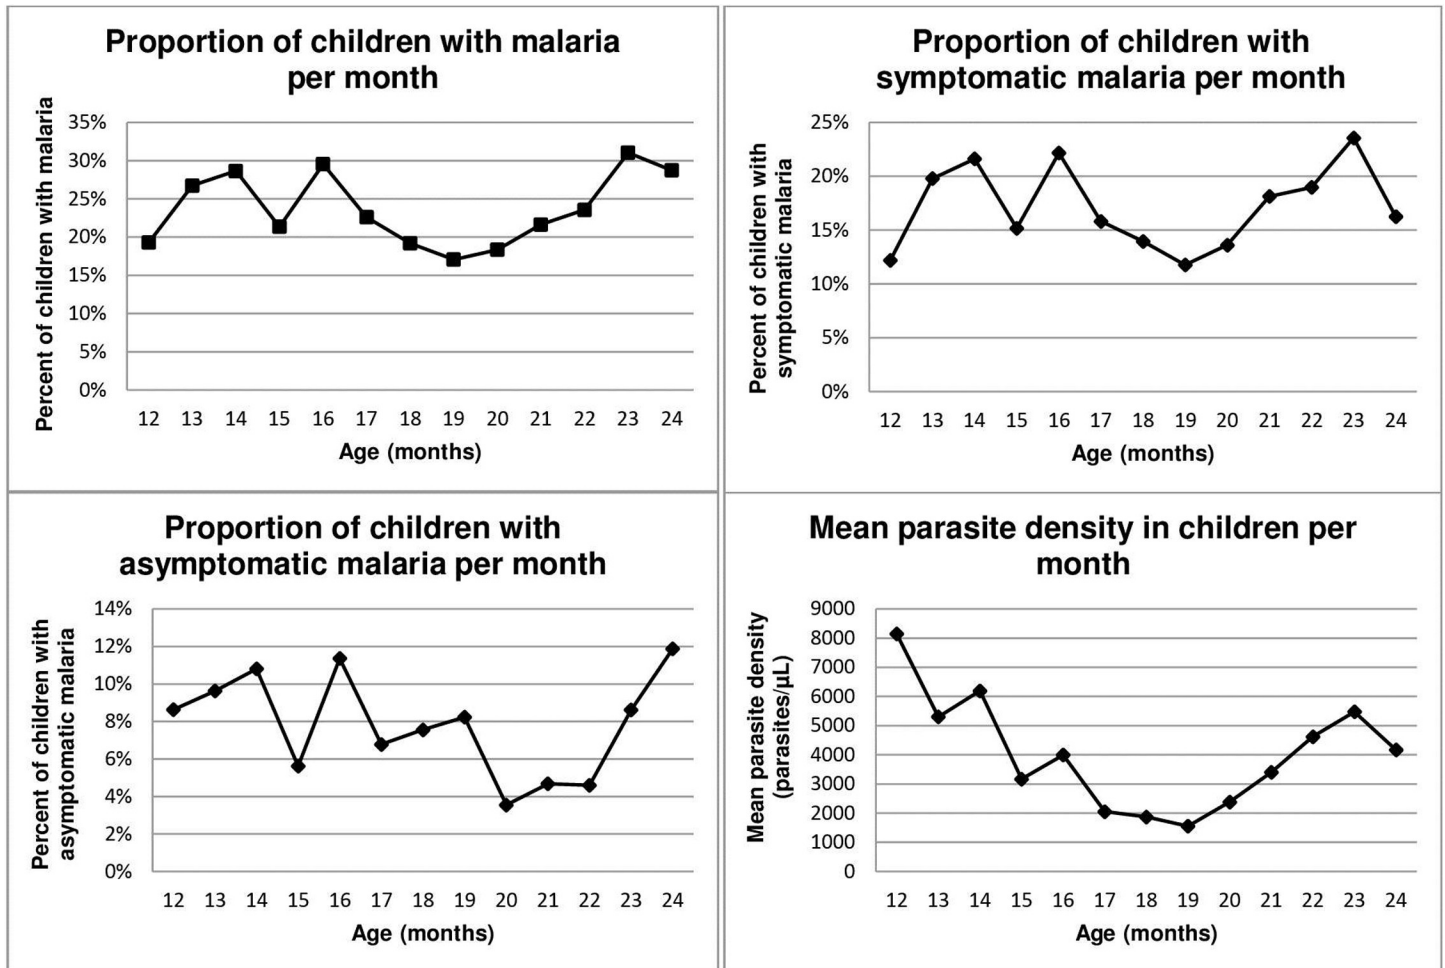 Proportion of children with malaria
per month
Percent of children with malaria
35%
30%
25%
20%
15%
10%
5%
0%
12 13 14 15 16 17 18 19 20 21 22 23 24
Age (months)
Proportion of children with
symptomatic malaria per month
Percent of children with
symptomatic malaria
25%
20%
15%
10%
5%
0%
12 13 14 15 16 17 18 19 20 21 22 23 24
Age (months)
Proportion of children with
asymptomatic malaria per month
Percent of children with
asymptomatic malaria
14%
12%
10%
8%
6%
4%
2%
0%
12 13 14 15 16 17 18 19 20 21 22 23 24
Age (months)
Mean parasite density in children per
month
Mean parasite density
(parasites/µL)
9000
8000
7000
6000
5000
4000
3000
2000
1000
0
12 13 14 15 16 17 18 19 20 21 22 23 24
Age (months)